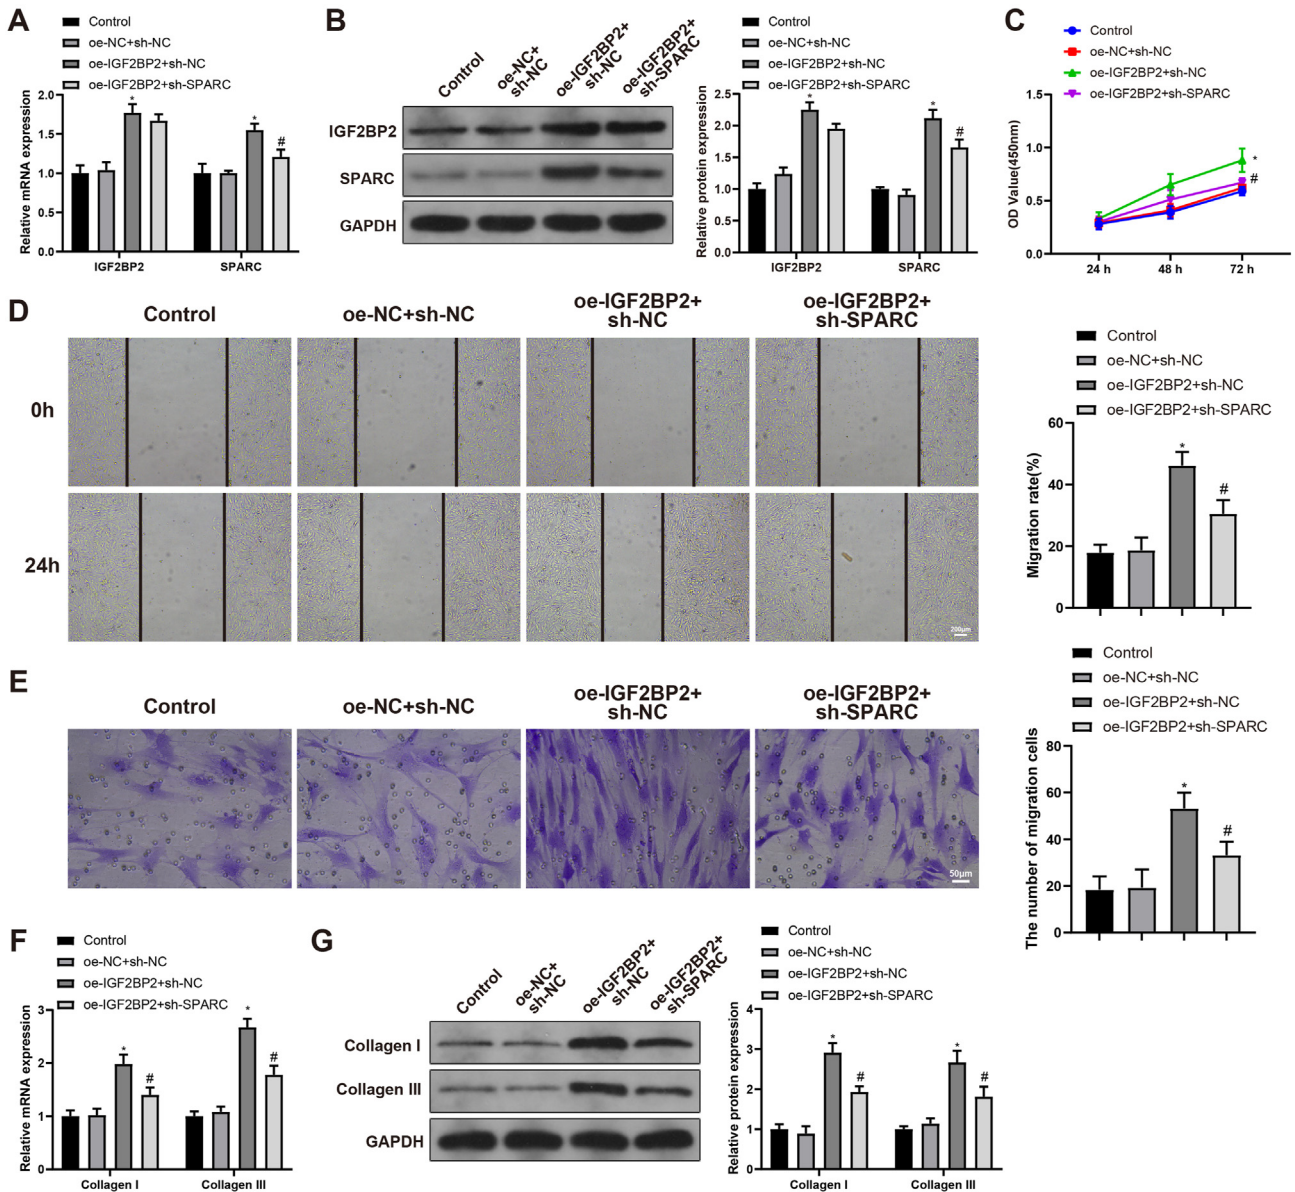 A
Control
oe-NC+sh-NC
oe-IGF2BP2+sh-NC
oe-IGF2BP2+sh-SPARC
Relative mRNA expression
2.0
1.5
1.0
0.5
0.0
IGF2BP2
SPARC
B
Control
oe-NC+
sh-NC
oe-IGF2BP2+
sh-NC
oe-IGF2BP2+
sh-SPARC
IGF2BP2
SPARC
GAPDH
Control
oe-NC+sh-NC
oe-IGF2BP2+sh-NC
oe-IGF2BP2+sh-SPARC
Relative protein expression
2.5
2.0
1.5
1.0
0.5
0.0
*
*
#
*
*
#
IGF2BP2
SPARC
C
Control
oe-NC+sh-NC
oe-IGF2BP2+sh-NC
oe-IGF2BP2+sh-SPARC
OD Value(450nm)
1.5
1.0
0.5
0.0
*
#
24 h
48 h
72 h
D
Control
oe-NC+sh-NC
oe-IGF2BP2+
sh-NC
oe-IGF2BP2+
sh-SPARC
0h
24h
200μm
Control
oe-NC+sh-NC
oe-IGF2BP2+sh-NC
oe-IGF2BP2+sh-SPARC
Migration rate(%)
60
40
20
0
*
#
E
Control
oe-NC+sh-NC
oe-IGF2BP2+
sh-NC
oe-IGF2BP2+
sh-SPARC
50μm
Control
oe-NC+sh-NC
oe-IGF2BP2+sh-NC
oe-IGF2BP2+sh-SPARC
The number of migration cells
80
60
40
20
0
*
#
F
Control
oe-NC+sh-NC
oe-IGF2BP2+sh-NC
oe-IGF2BP2+sh-SPARC
Relative mRNA expression
3
2
1
0
*
#
*
#
Collagen I
Collagen III
G
Control
oe-NC+
sh-NC
oe-IGF2BP2+
sh-NC
oe-IGF2BP2+
sh-SPARC
Collagen I
Collagen III
GAPDH
Control
oe-NC+sh-NC
oe-IGF2BP2+sh-NC
oe-IGF2BP2+sh-SPARC
Relative protein expression
4
3
2
1
0
*
#
*
#
Collagen I
Collagen III